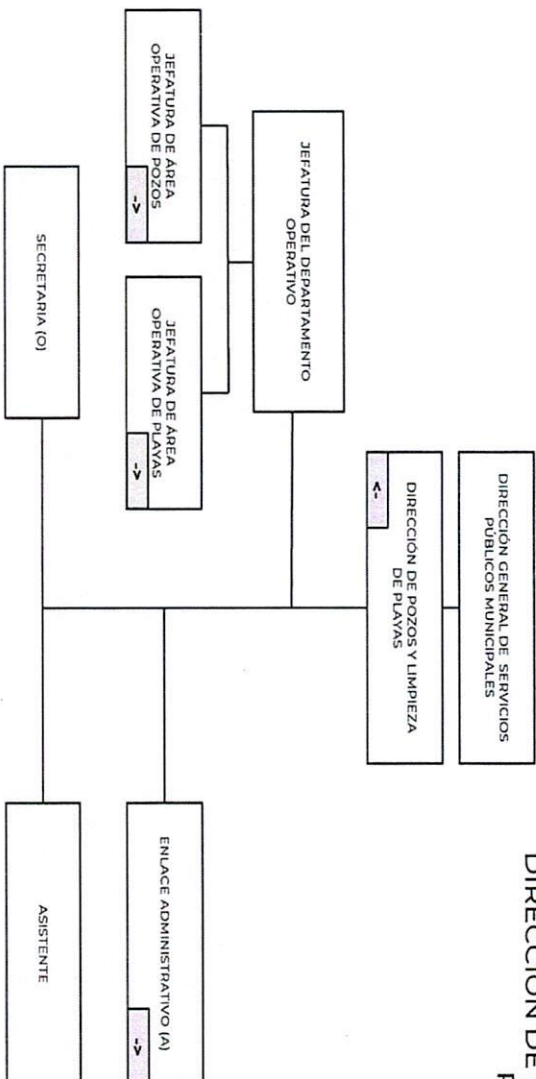 DIRECCIÓN DE
DIRECCIÓN GENERAL DE SERVICIOS
PÚBLICOS MUNICIPALES
DIRECCIÓN DE POZOS Y LIMPIEZA
DE PLAYAS
<-
JEFATURA DEL DEPARTAMENTO
OPERATIVO
JEFATURA DE ÁREA
OPERATIVA DE POZOS
->
JEFATURA DE ÁREA
OPERATIVA DE PLAYAS
->
ENLACE ADMINISTRATIVO (A)
->
SECRETARIA (O)
ASISTENTE